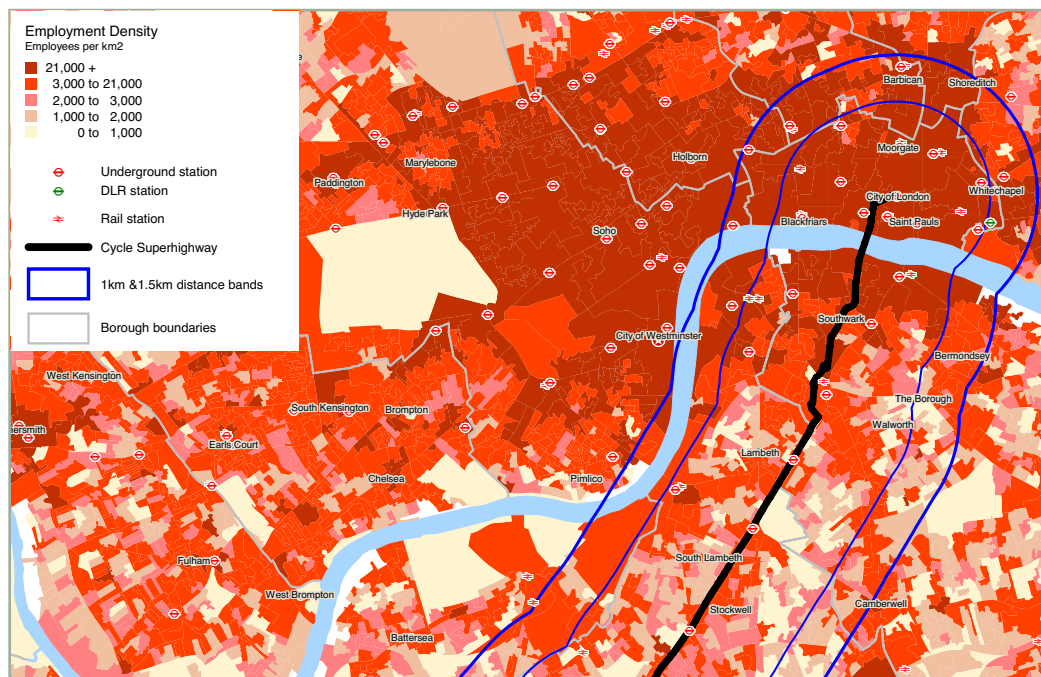 Employment Density
Employees per km2
21,000 +
3,000 to 21,000
2,000 to 3,000
1,000 to 2,000
0 to 1,000
Underground station
DLR station
Rail station
Cycle Superhighway
1km &1.5km distance bands
Borough boundaries
Barbican
Shoreditch
Moorgate
Holborn
Marylebone
Paddington
Whitechapel
City of London
Hyde Park
Blackfriars
Saint Pauls
Soho
Southwark
City of Westminster
Bermondsey
West Kensington
The Borough
South Kensington
Brompton
Walworth
mersmith
Earls Court
Lambeth
Chelsea
Pimlico
South Lambeth
Fulham
West Brompton
Camberwell
Stockwell
Battersea